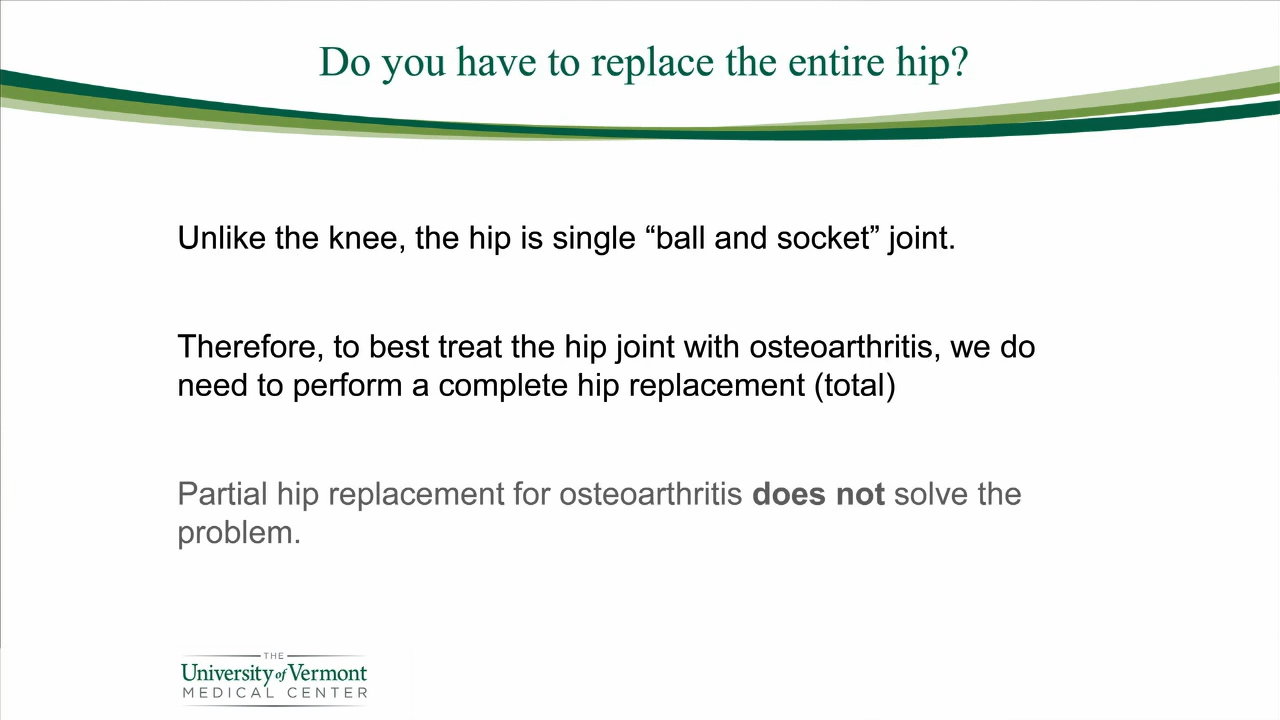 Do you have to replace the entire hip?
Unlike the knee, the hip is single “ball and socket” joint.
Therefore, to best treat the hip joint with osteoarthritis, we do
need to perform a complete hip replacement (total)
Partial hip replacement for osteoarthritis does not solve the
problem.
THE
University of Vermont
MEDICAL CENTER